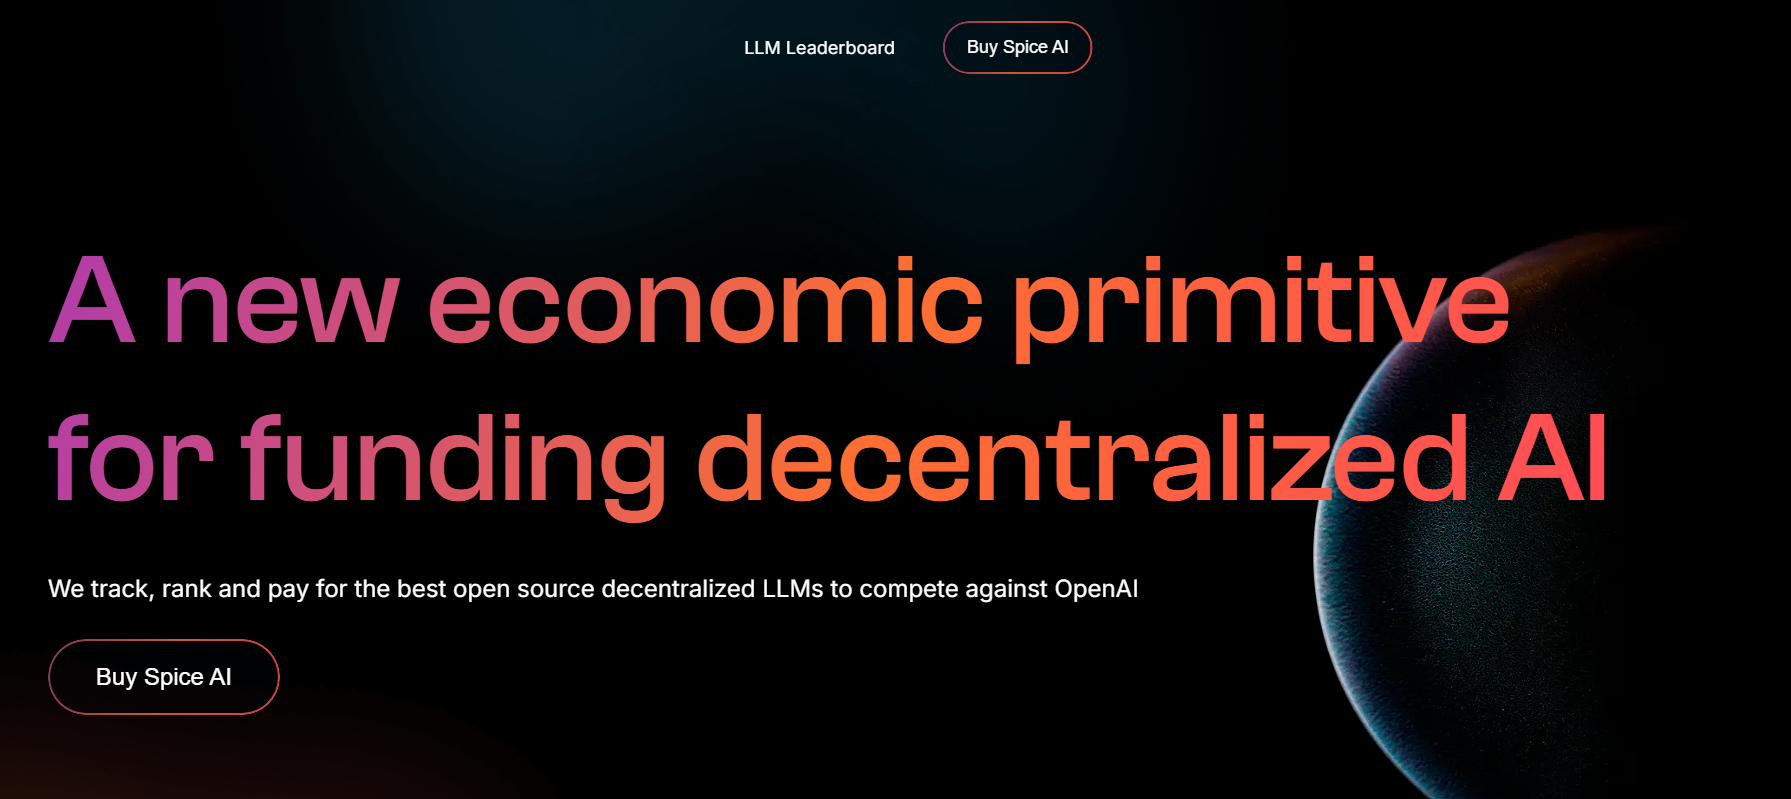 LLM Leaderboard
Buy Spice AI
A new economic primitive
for funding decentralized AI
We track, rank and pay for the best open source decentralized LLMs to compete against OpenAI
Buy Spice AI